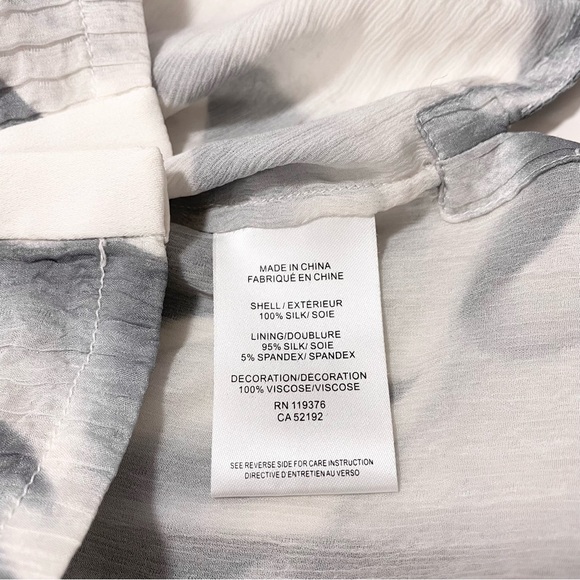 MADE IN CHINA
FABRIQUÉ EN CHINE
SHELL/EXTÉRIEUR
100% SILK/ SOIE
LINING/DOUBLURE
95% SILK/ SOIE
5% SPANDEX/ SPANDEX
DECORATION/DECORATION
100% VISCOSE/VISCOSE
RN 119376
CA 52192
SEE REVERSE SIDE FOR CARE INSTRUCTION
DIRECTIVE D'ENTRETIEN AU VERSO